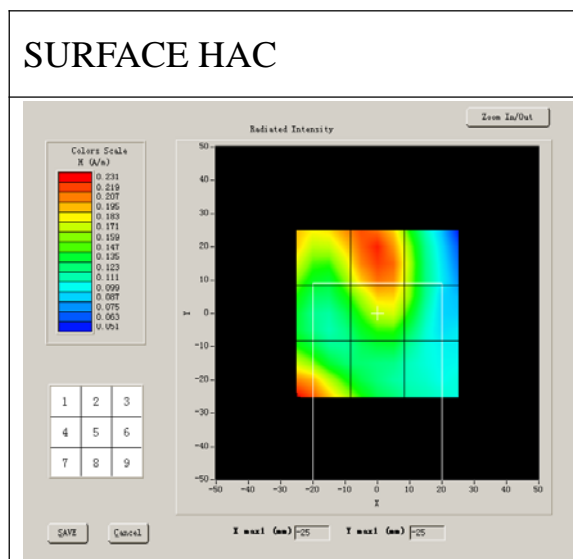 SURFACE HAC
Zoom In/Out
Radiated Intensity
Colors Scale
H (A/m)
0.231
0.219
0.207
0.195
0.183
0.171
0.159
0.147
0.135
0.123
0.111
0.099
0.087
0.075
0.063
0.051
50
40
30
20
10
0
-10
-20
-30
-40
-50
Y
-50 -40 -30 -20 -10 0 10 20 30 40 50
X
1 2 3
4 5 6
7 8 9
SAVE Cancel
X max1 (mm) -25 Y max1 (mm) -25